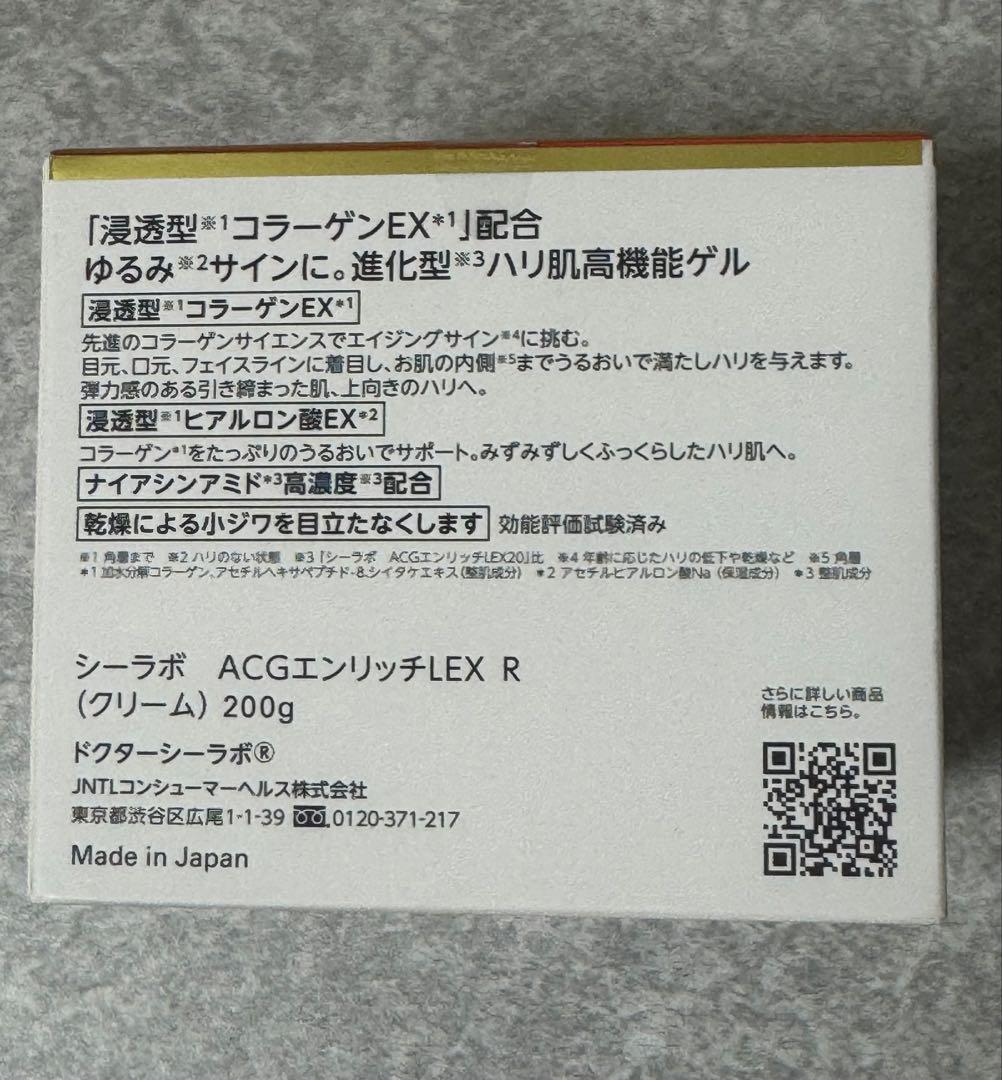 「浸透型※1コラーゲンEX*1」配合
ゆるみ※2サインに。進化型※3ハリ肌高機能ゲル
浸透型※1コラーゲンEX*1
先進のコラーゲンサイエンスでエイジングサイン※4に挑む。
目元、口元、フェイスラインに着目し、お肌の内側※5までうるおいで満たしハリを与えます。
弾力感のある引き締まった肌、上向きのハリへ。
浸透型※1ヒアルロン酸EX*2
コラーゲン*1をたっぷりのうるおいでサポート。みずみずしくふっくらしたハリ肌へ。
ナイアシンアミド*3高濃度※3配合
乾燥による小ジワを目立たなくします 効能評価試験済み
※1 角層まで ※2 ハリのない状態 ※3「シーラボ ACGエンリッチLEX20」比 ※4 年齢に応じたハリの低下や乾燥など ※5 角層
*1 加水分解コラーゲン、アセチルヘキサペプチド-8、シイタケエキス(整肌成分) *2 アセチルヒアルロン酸Na(保湿成分) *3 整肌成分
シーラボ ACGエンリッチLEX R
(クリーム) 200g
さらに詳しい商品
情報はこちら。
ドクターシーラボ®
JNTLコンシューマーヘルス株式会社
東京都渋谷区広尾1-1-39 0120-371-217
Made in Japan